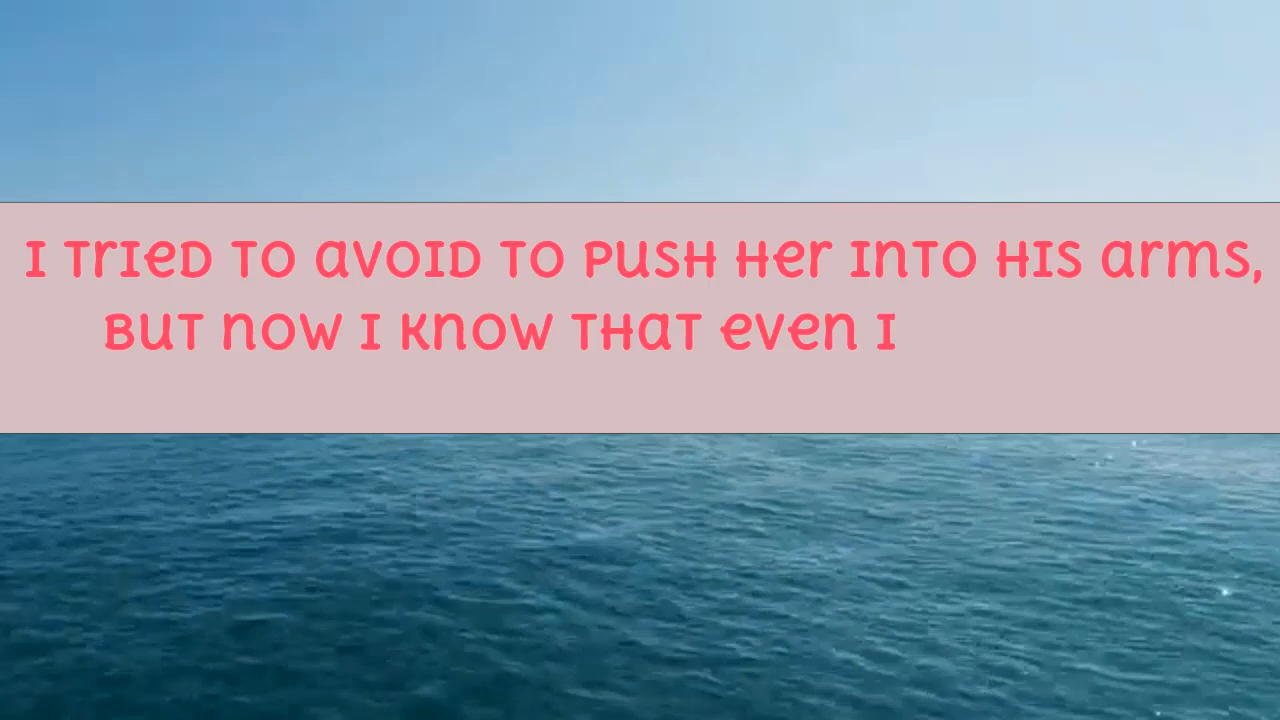 I Tried To avoid To push Her into His arms,
But now I know That even I